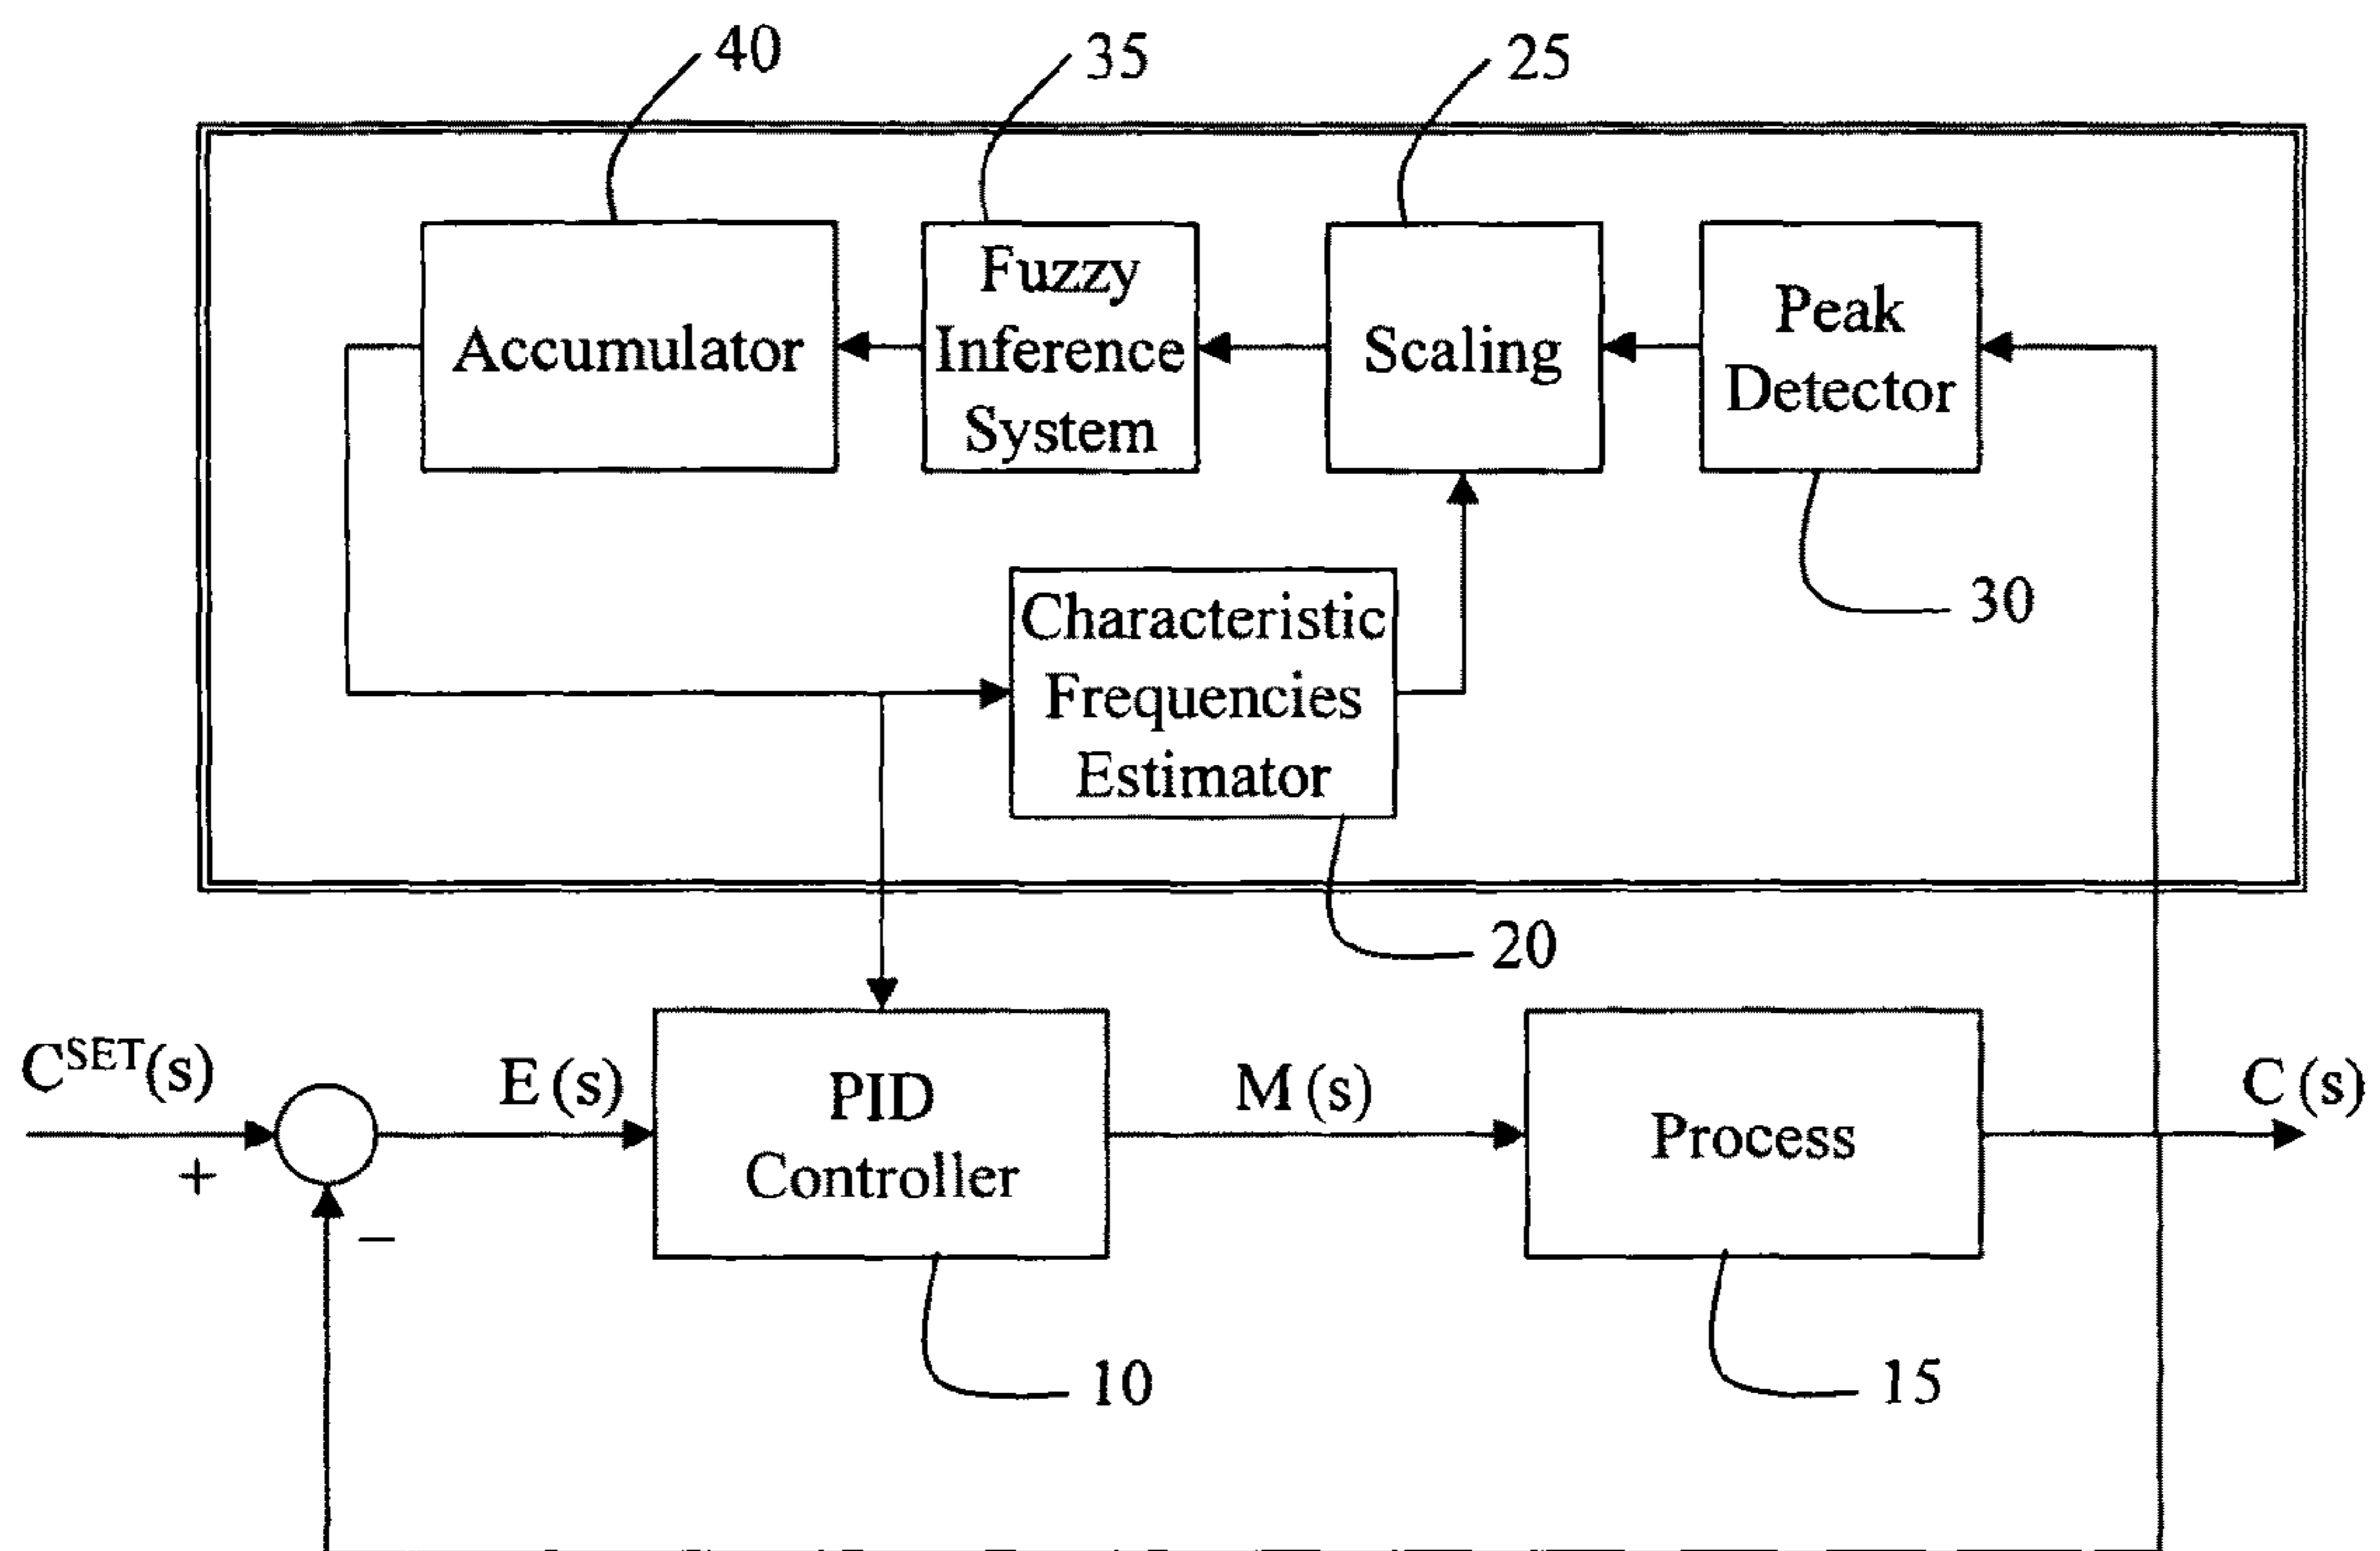 40
35
25
Accumulator
Fuzzy
Inference
System
Scaling
Peak
Detector
30
Characteristic
Frequencies
Estimator
20
C^SET(s)
+
−
E(s)
PID
Controller
M(s)
Process
C(s)
10
15